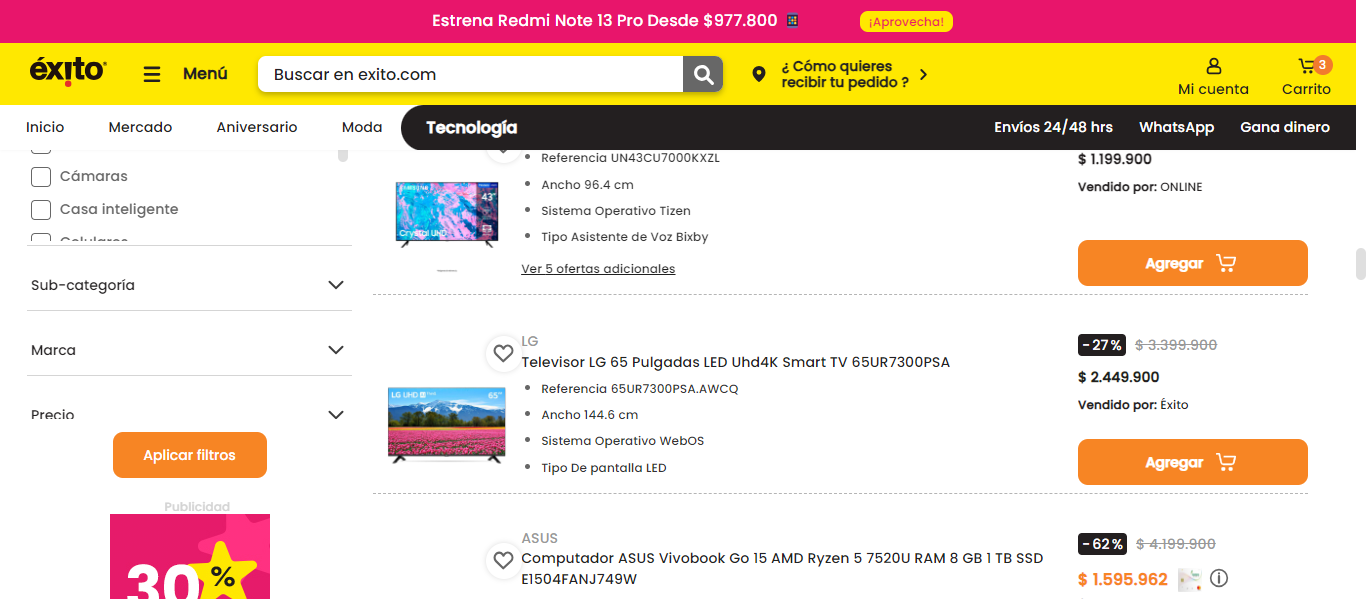 Estrena Redmi Note 13 Pro Desde $977.800
¡Aprovecha!
éxito
Menú
Buscar en exito.com
¿ Cómo quieres
recibir tu pedido ?
Mi cuenta
3
Carrito
Inicio
Mercado
Aniversario
Moda
Tecnología
Envíos 24/48 hrs
WhatsApp
Gana dinero
Cámaras
Casa inteligente
Celulares
Sub-categoría
Marca
Precio
Aplicar filtros
Publicidad
30 %
43"
Crystal UHD
Referencia UN43CU7000KXZL
Ancho 96.4 cm
Sistema Operativo Tizen
Tipo Asistente de Voz Bixby
Ver 5 ofertas adicionales
$ 1.199.900
Vendido por: ONLINE
Agregar
LG
Televisor LG 65 Pulgadas LED Uhd4K Smart TV 65UR7300PSA
LG UHD
65"
Referencia 65UR7300PSA.AWCQ
Ancho 144.6 cm
Sistema Operativo WebOS
Tipo De pantalla LED
-27% $ 3.399.900
$ 2.449.900
Vendido por: Éxito
Agregar
ASUS
Computador ASUS Vivobook Go 15 AMD Ryzen 5 7520U RAM 8 GB 1 TB SSD
E1504FANJ749W
-62% $ 4.199.900
$ 1.595.962